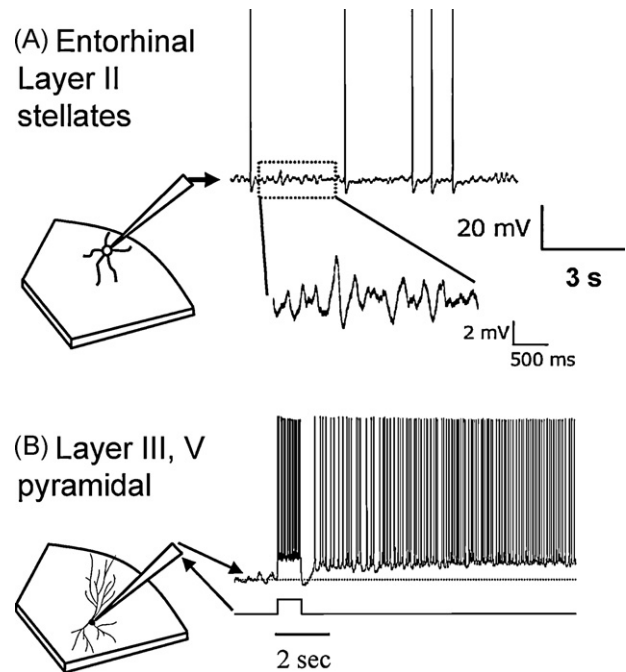 (A) Entorhinal
Layer II
stellates
20 mV
3 s
2 mV
500 ms
(B) Layer III, V
pyramidal
2 sec